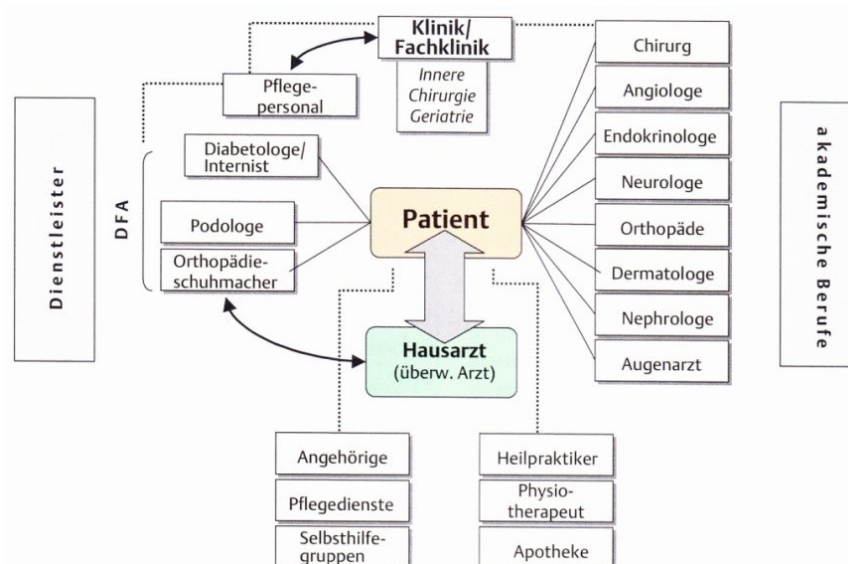 Klinik/
Fachklinik
Innere
Chirurgie
Geriatrie
Pflege-
personal
Dienstleister
DFA
Diabetologe/
Internist
Podologe
Orthopädie-
schuhmacher
Patient
Hausarzt
(überw. Arzt)
Chirurg
Angiologe
Endokrinologe
Neurologe
Orthopäde
Dermatologe
Nephrologe
Augenarzt
akademische Berufe
Angehörige
Pflegedienste
Selbsthilfe-
gruppen
Heilpraktiker
Physio-
therapeut
Apotheke